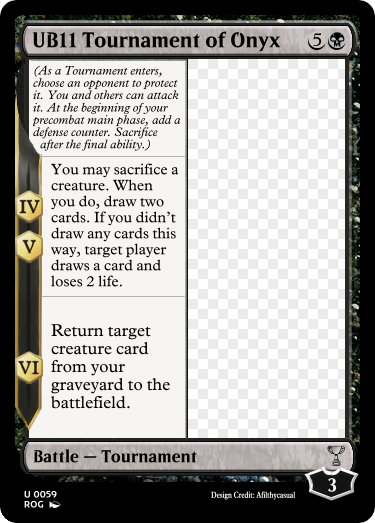 UB11 Tournament of Onyx 5
(As a Tournament enters,
choose an opponent to protect
it. You and others can attack
it. At the beginning of your
precombat main phase, add a
defense counter. Sacrifice
after the final ability.)
You may sacrifice a
creature. When
you do, draw two
IV
cards. If you didn't
draw any cards this
V
way, target player
draws a card and
loses 2 life.
Return target
creature card
VI
from your
graveyard to the
battlefield.
Battle — Tournament
3
U 0059
ROG
Design Credit: Afilthycasual